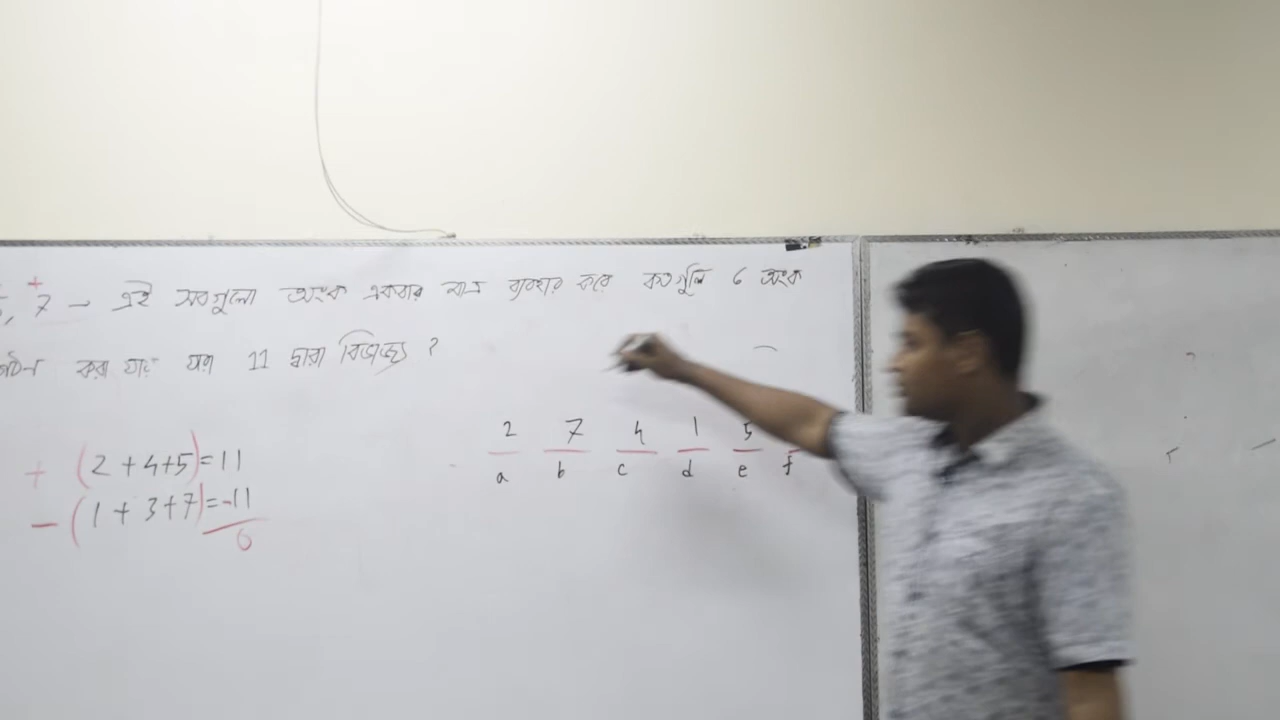 +
, 7 → এই সবগুলো অংক একবার মাত্র ব্যবহার করে কতগুলি 6 অংক
গঠন করা যায় যা 11 দ্বারা বিভাজ্য ?
+ (2+4+5)=11
− (1+3+7)=-11
0
2 7 4 1 5
a b c d e f